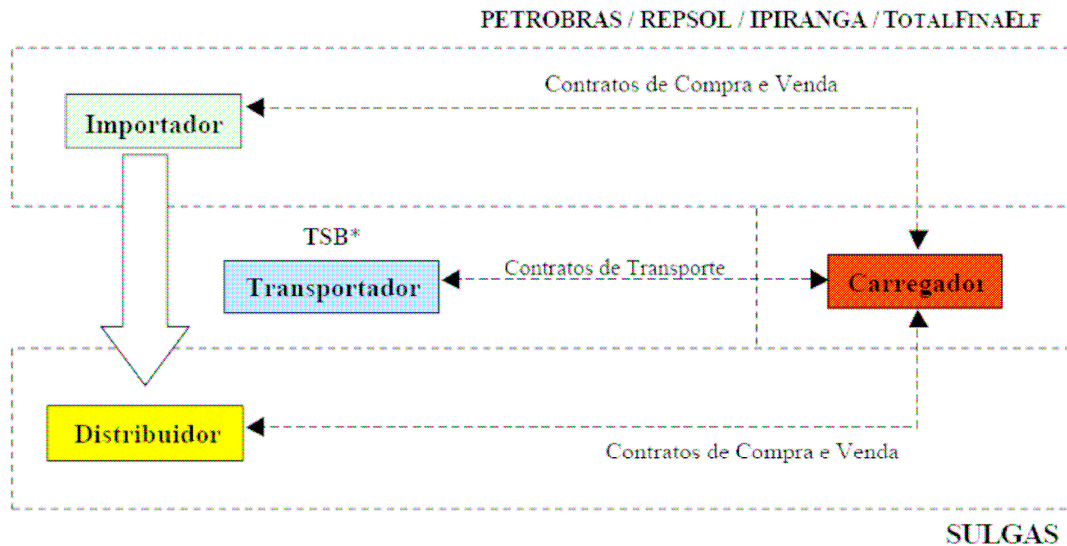 PETROBRAS / REPSOL / IPIRANGA / TOTALFINAELF
Contratos de Compra e Venda
Importador
TSB*
Transportador
Contratos de Transporte
Carregador
Distribuidor
Contratos de Compra e Venda
SULGAS